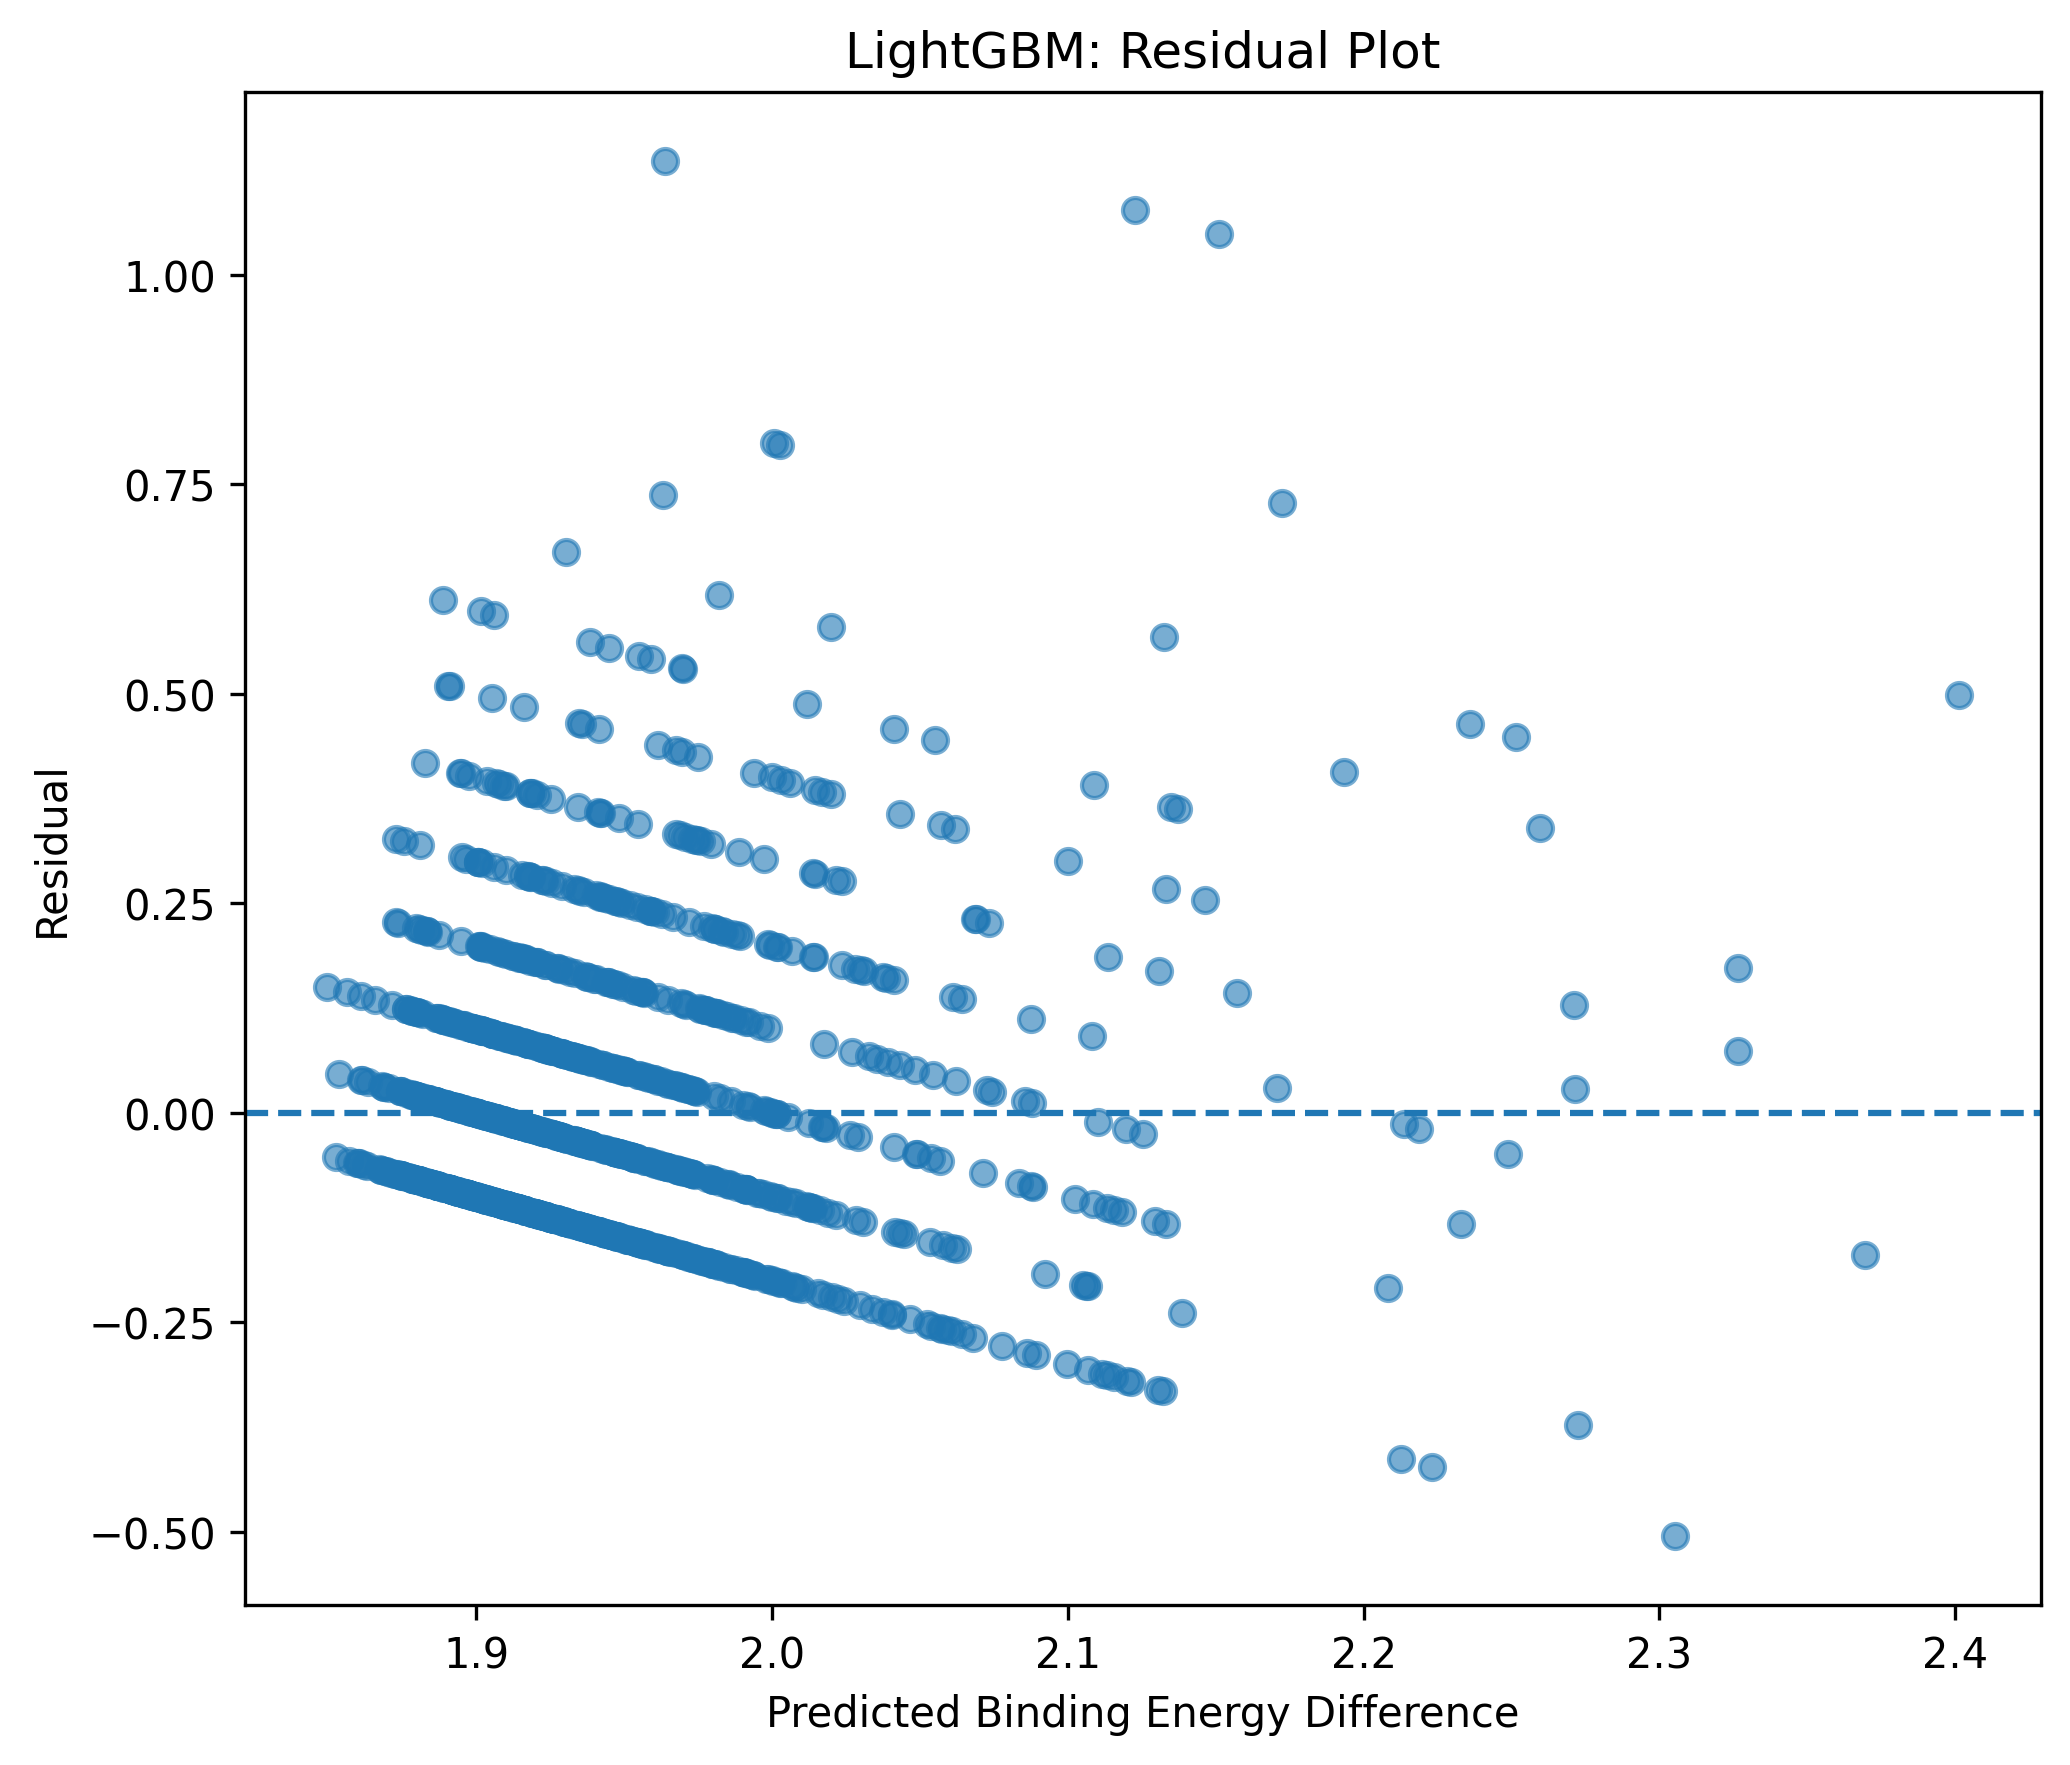 LightGBM: Residual Plot
1.00
0.75
0.50
0.25
0.00
−0.25
−0.50
Residual
1.9 2.0 2.1 2.2 2.3 2.4
Predicted Binding Energy Difference